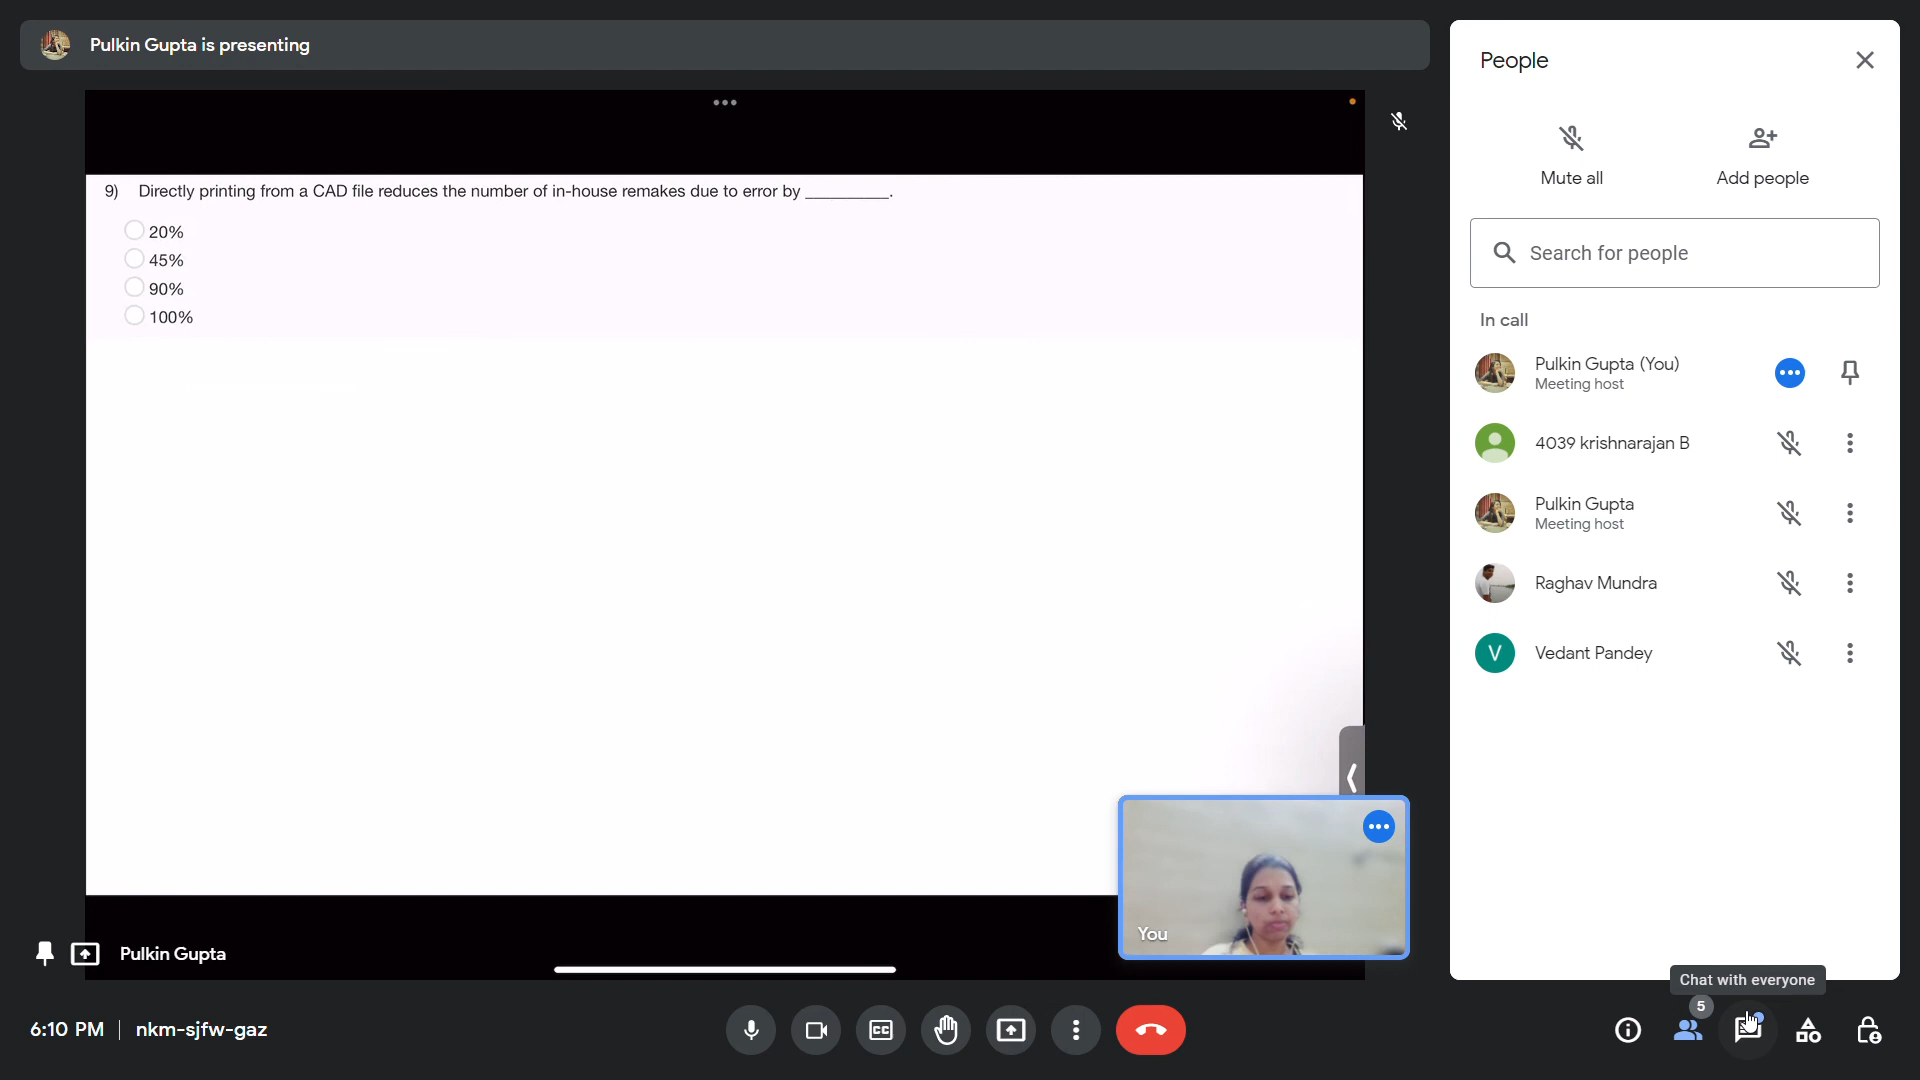 Pulkin Gupta is presenting
9) Directly printing from a CAD file reduces the number of in-house remakes due to error by __________.
20%
45%
90%
100%
You
Pulkin Gupta
6:10 PM | nkm-sjfw-gaz
CC
People
Mute all
Add people
Search for people
In call
Pulkin Gupta (You)
Meeting host
4039 krishnarajan B
Pulkin Gupta
Meeting host
Raghav Mundra
V
Vedant Pandey
Chat with everyone
5